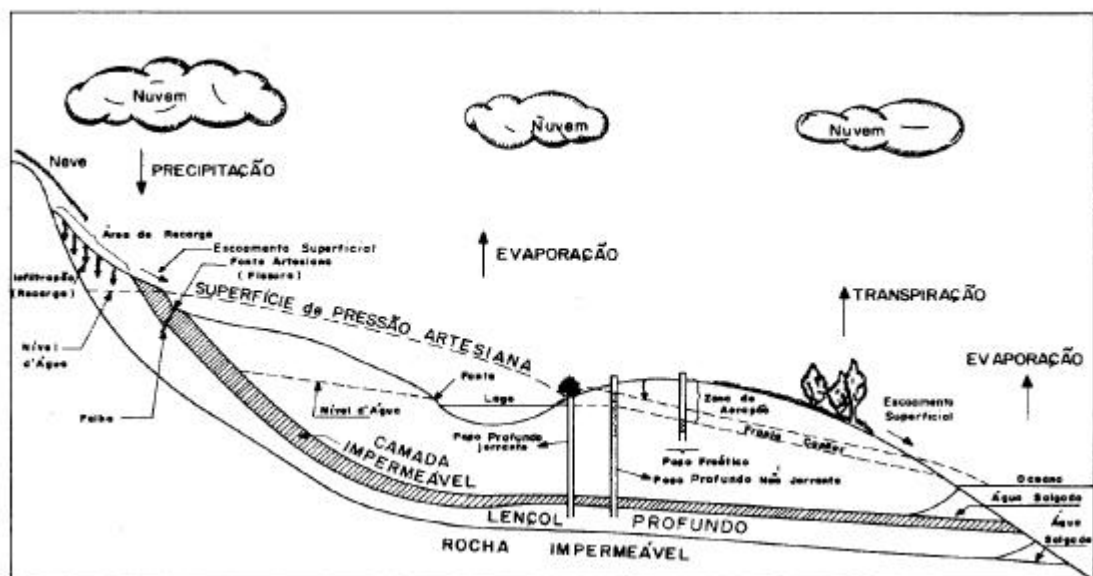 Nuvem
Nuvem
Nuvem
Neve
PRECIPITAÇÃO
Área de Recarga
Escoamento Superficial
Fonte Artesiana
(Fissura)
EVAPORAÇÃO
Infiltração
(Recarga)
SUPERFÍCIE de PRESSÃO ARTESIANA
TRANSPIRAÇÃO
Nível
d'Água
EVAPORAÇÃO
Fonte
Lago
Zona de
Aeração
Escoamento
Superficial
Nível d'Água
Falha
Franja Capilar
CAMADA
IMPERMEÁVEL
Poço Profundo
Jorrante
Poço Freático
Poço Profundo Não Jorrante
Oceano
Água Salgada
Água
Salgada
LENÇOL PROFUNDO
ROCHA IMPERMEÁVEL